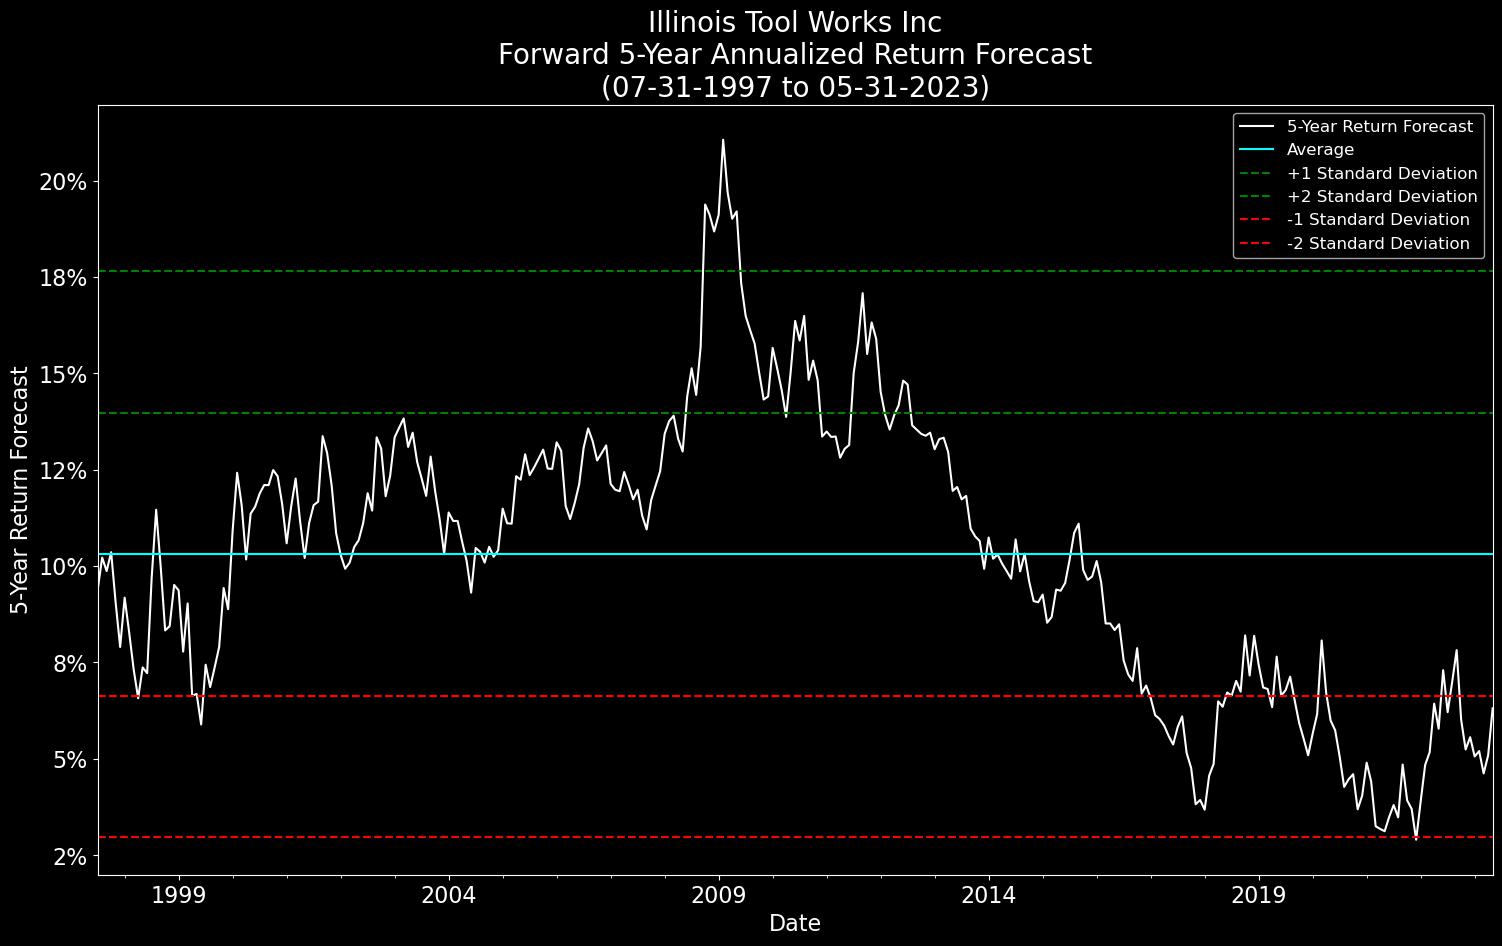 Illinois Tool Works Inc
Forward 5-Year Annualized Return Forecast
(07-31-1997 to 05-31-2023)
5-Year Return Forecast
Average
+1 Standard Deviation
+2 Standard Deviation
-1 Standard Deviation
-2 Standard Deviation
20%
18%
15%
12%
10%
8%
5%
2%
5-Year Return Forecast
1999
2004
2009
2014
2019
Date